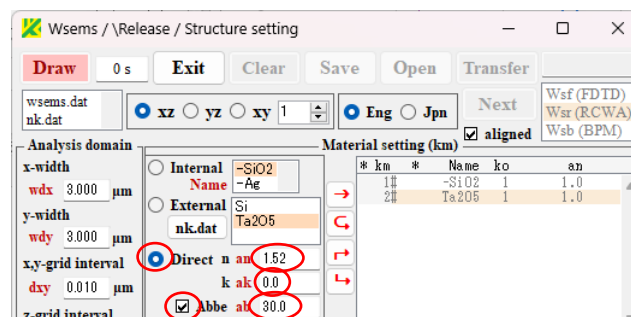 Wsems / \Release / Structure setting
Draw 0 s Exit Clear Save Open Transfer
wsems.dat
nk.dat
xz yz xy 1 Eng Jpn Next
aligned
Wsf (FDTD)
Wsr (RCWA)
Wsb (BPM)
Analysis domain
x-width
wdx 3.000 μm
y-width
wdy 3.000 μm
x,y-grid interval
dxy 0.010 μm
z-grid interval
Material setting (km)
Internal
Name
-SiO2
-Ag
External
nk.dat
Si
Ta2O5
Direct n an 1.52
k ak 0.0
Abbe ab 30.0
* km * Name ko an
1# -SiO2 1 1.0
2# Ta2O5 1 1.0